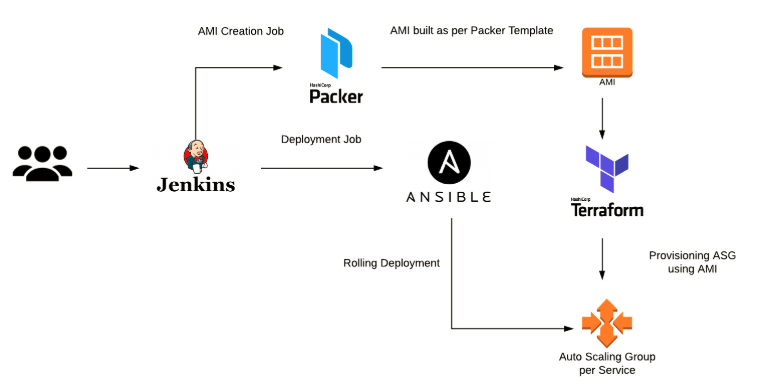 AMI Creation Job
AMI built as per Packer Template
HashiCorp
Packer
AMI
Deployment Job
Jenkins
ANSIBLE
HashiCorp
Terraform
Rolling Deployment
Provisioning ASG
using AMI
Auto Scaling Group
per Service